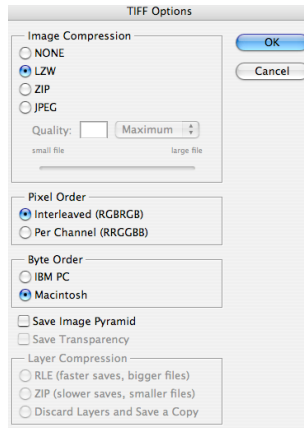 TIFF Options
Image Compression
NONE
LZW
ZIP
JPEG
Quality: Maximum
small file large file
Pixel Order
Interleaved (RGBRGB)
Per Channel (RRGGBB)
Byte Order
IBM PC
Macintosh
Save Image Pyramid
Save Transparency
Layer Compression
RLE (faster saves, bigger files)
ZIP (slower saves, smaller files)
Discard Layers and Save a Copy
OK
Cancel